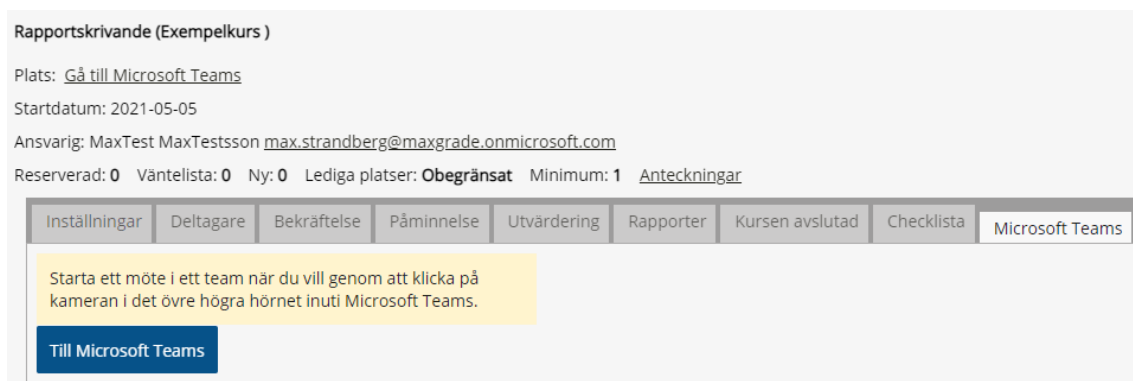 Rapportskrivande (Exempelkurs )
Plats: Gå till Microsoft Teams
Startdatum: 2021-05-05
Ansvarig: MaxTest MaxTestsson max.strandberg@maxgrade.onmicrosoft.com
Reserverad: 0 Väntelista: 0 Ny: 0 Lediga platser: Obegränsat Minimum: 1 Anteckningar
Inställningar Deltagare Bekräftelse Påminnelse Utvärdering Rapporter Kursen avslutad Checklista Microsoft Teams
Starta ett möte i ett team när du vill genom att klicka på
kameran i det övre högra hörnet inuti Microsoft Teams.
Till Microsoft Teams